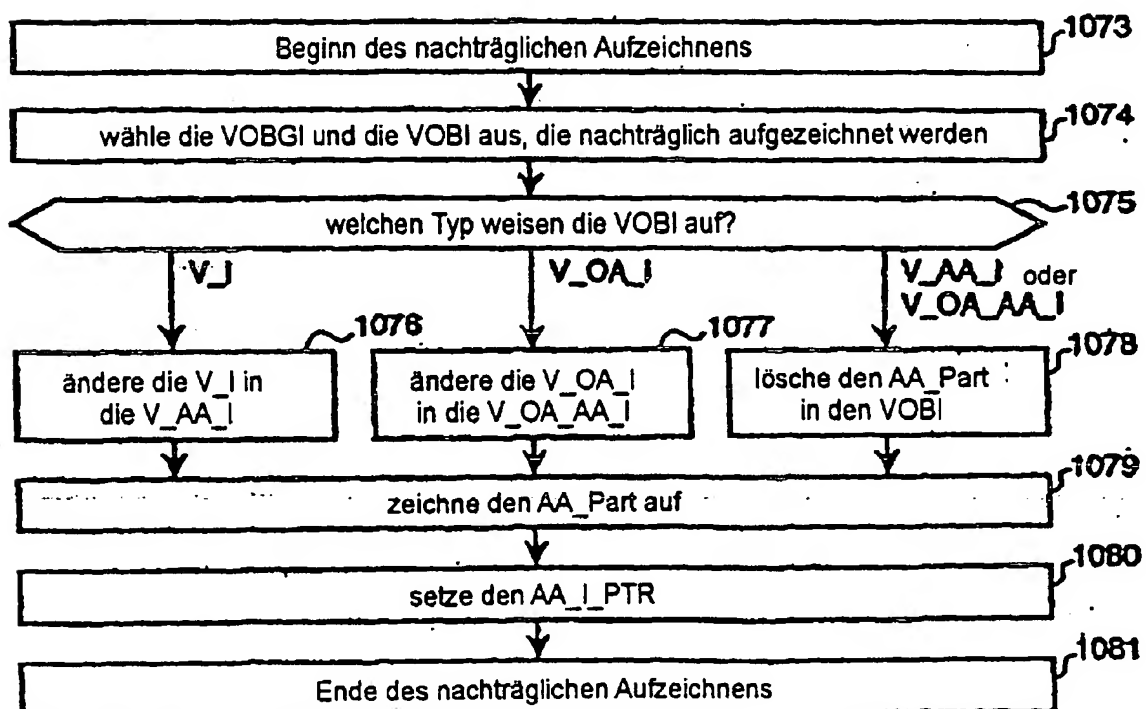 Beginn des nachträglichen Aufzeichnens
1073
wähle die VOBGI und die VOBI aus, die nachträglich aufgezeichnet werden
1074
welchen Typ weisen die VOBI auf?
1075
V_I
V_OA_I
V_AA_I oder
V_OA_AA_I
1076
ändere die V_I in
die V_AA_I
1077
ändere die V_OA_I
in die V_OA_AA_I
1078
lösche den AA_Part
in den VOBI
1079
zeichne den AA_Part auf
1080
setze den AA_I_PTR
1081
Ende des nachträglichen Aufzeichnens